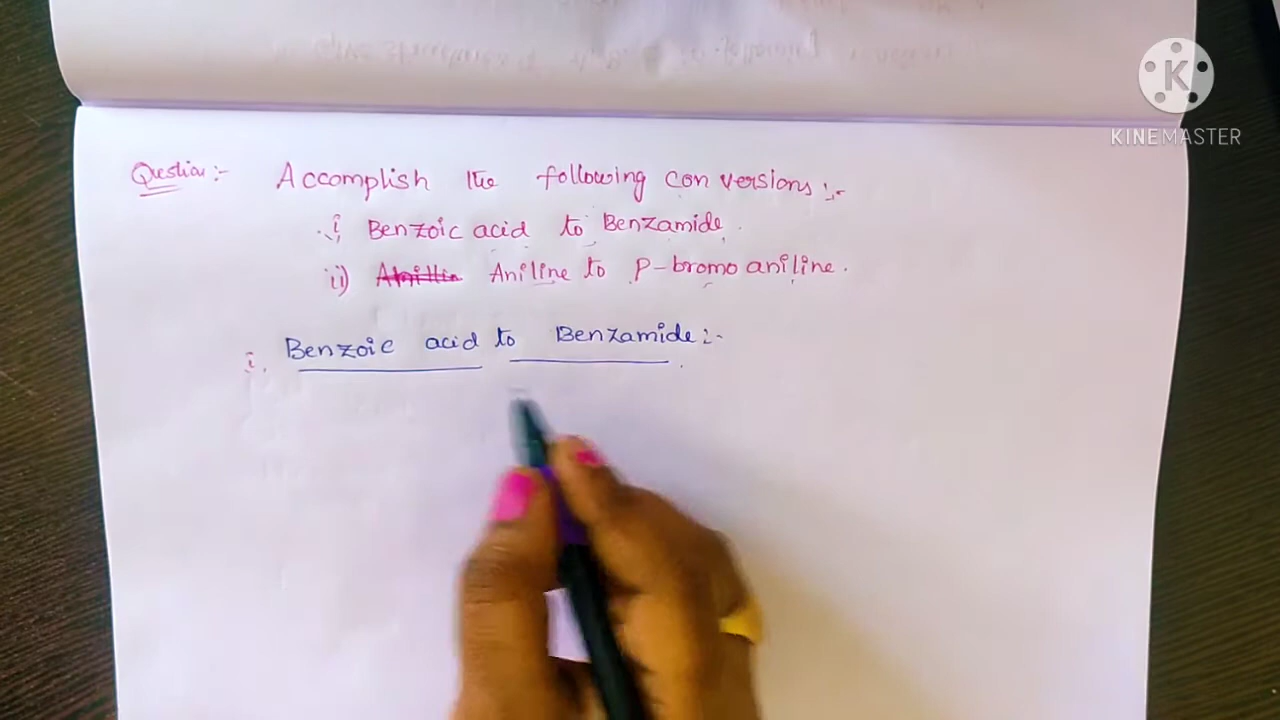 KINEMASTER
Question:- Accomplish the following conversions:-
i, Benzoic acid to Benzamide.
ii) Aniline to P-bromo aniline.
i. Benzoic acid to Benzamide:-